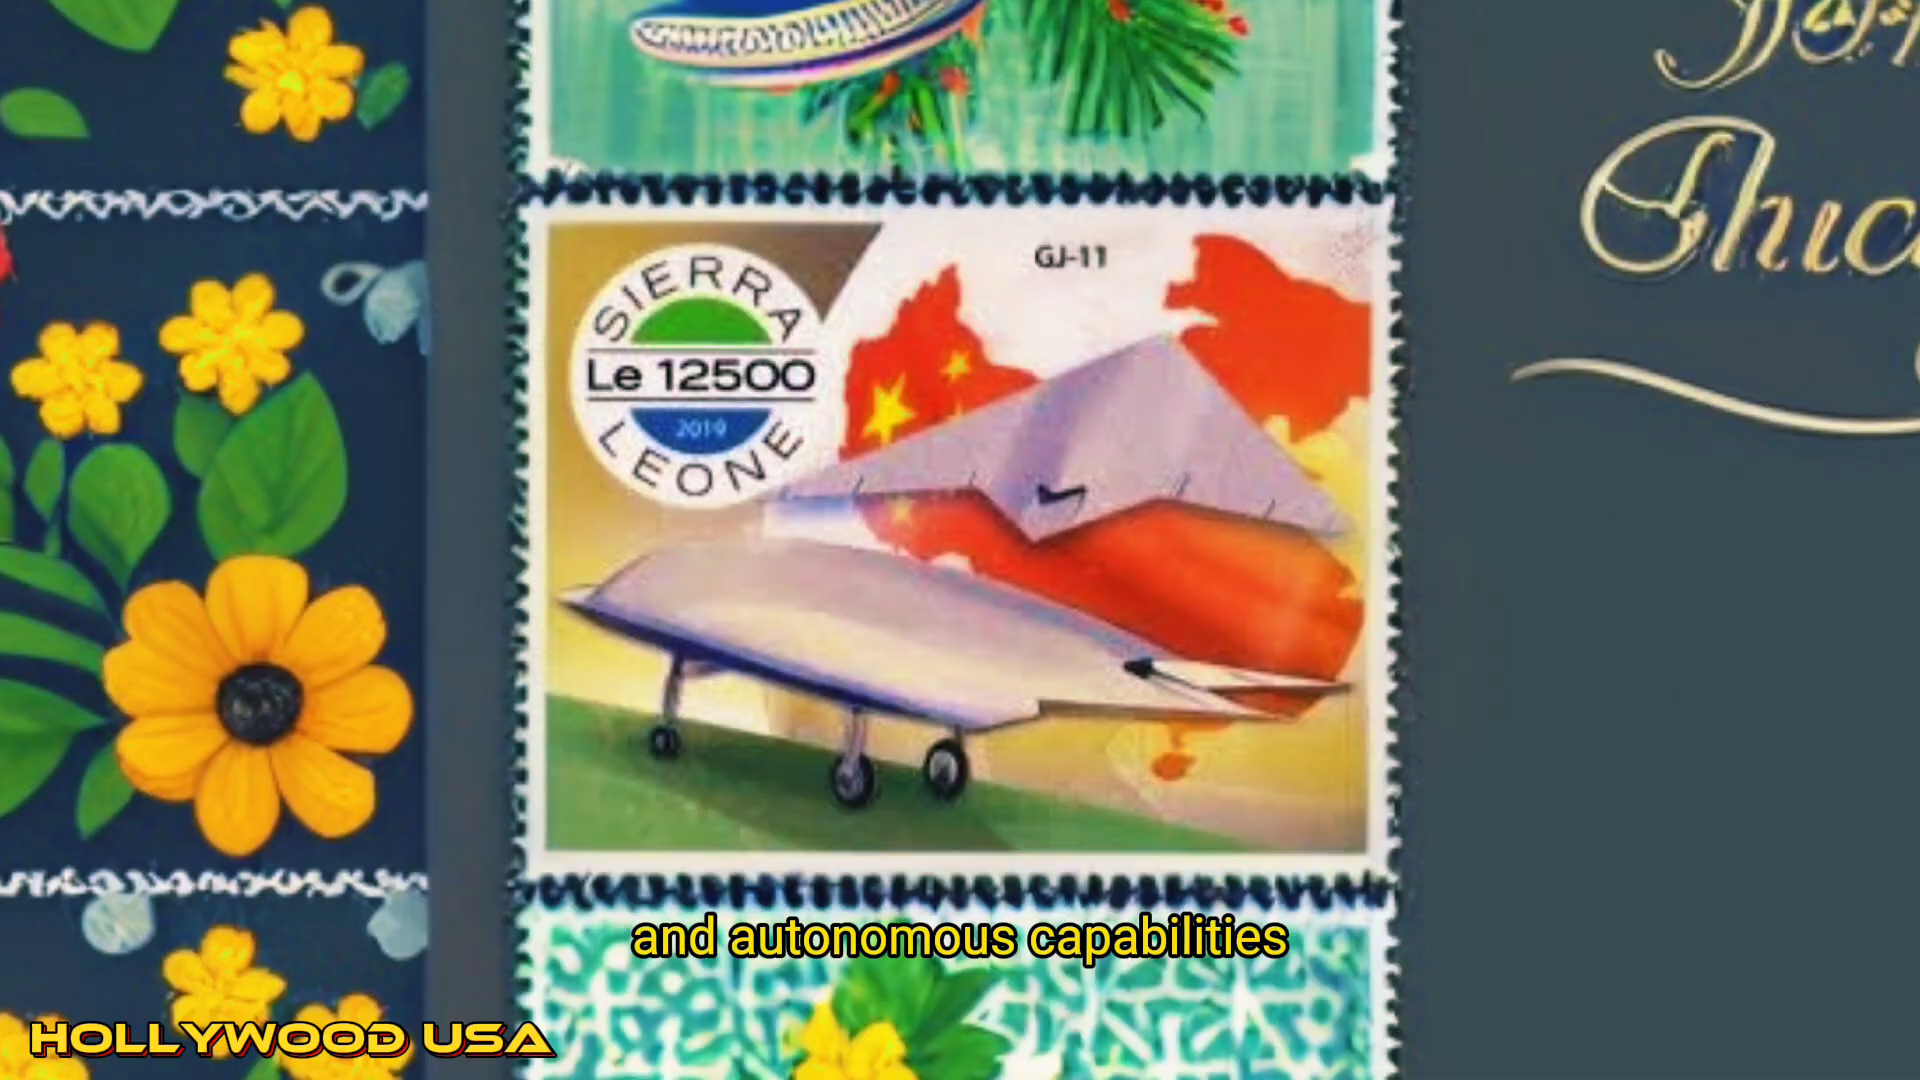 GJ-11
SIERRA
Le 12500
2019
LEONE
and autonomous capabilities
HOLLYWOOD USA